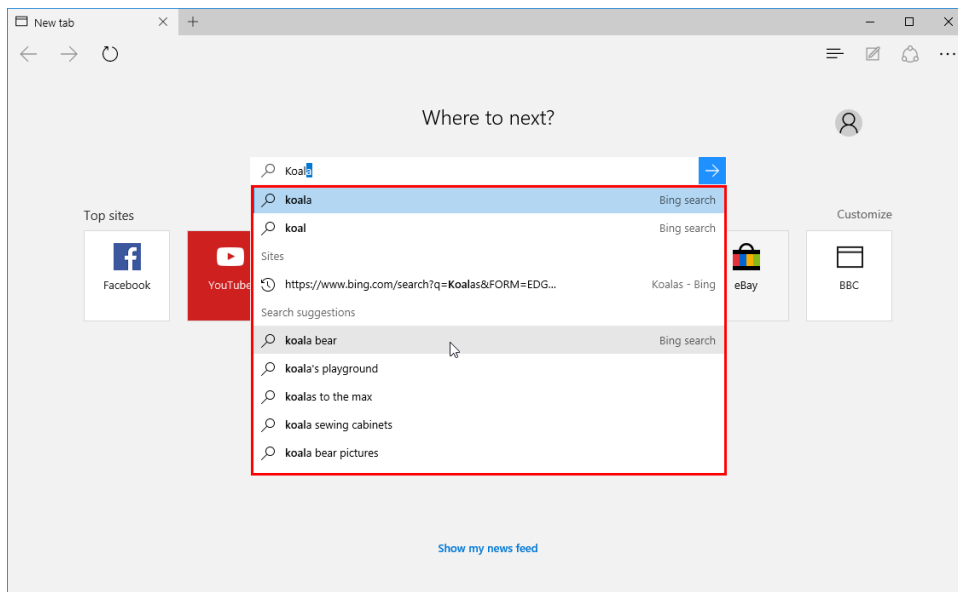 New tab
Where to next?
Koala
koala Bing search
koal Bing search
Sites
https://www.bing.com/search?q=Koalas&FORM=EDG... Koalas - Bing
Search suggestions
koala bear Bing search
koala's playground
koalas to the max
koala sewing cabinets
koala bear pictures
Top sites
Customize
Facebook
YouTube
eBay
BBC
Show my news feed